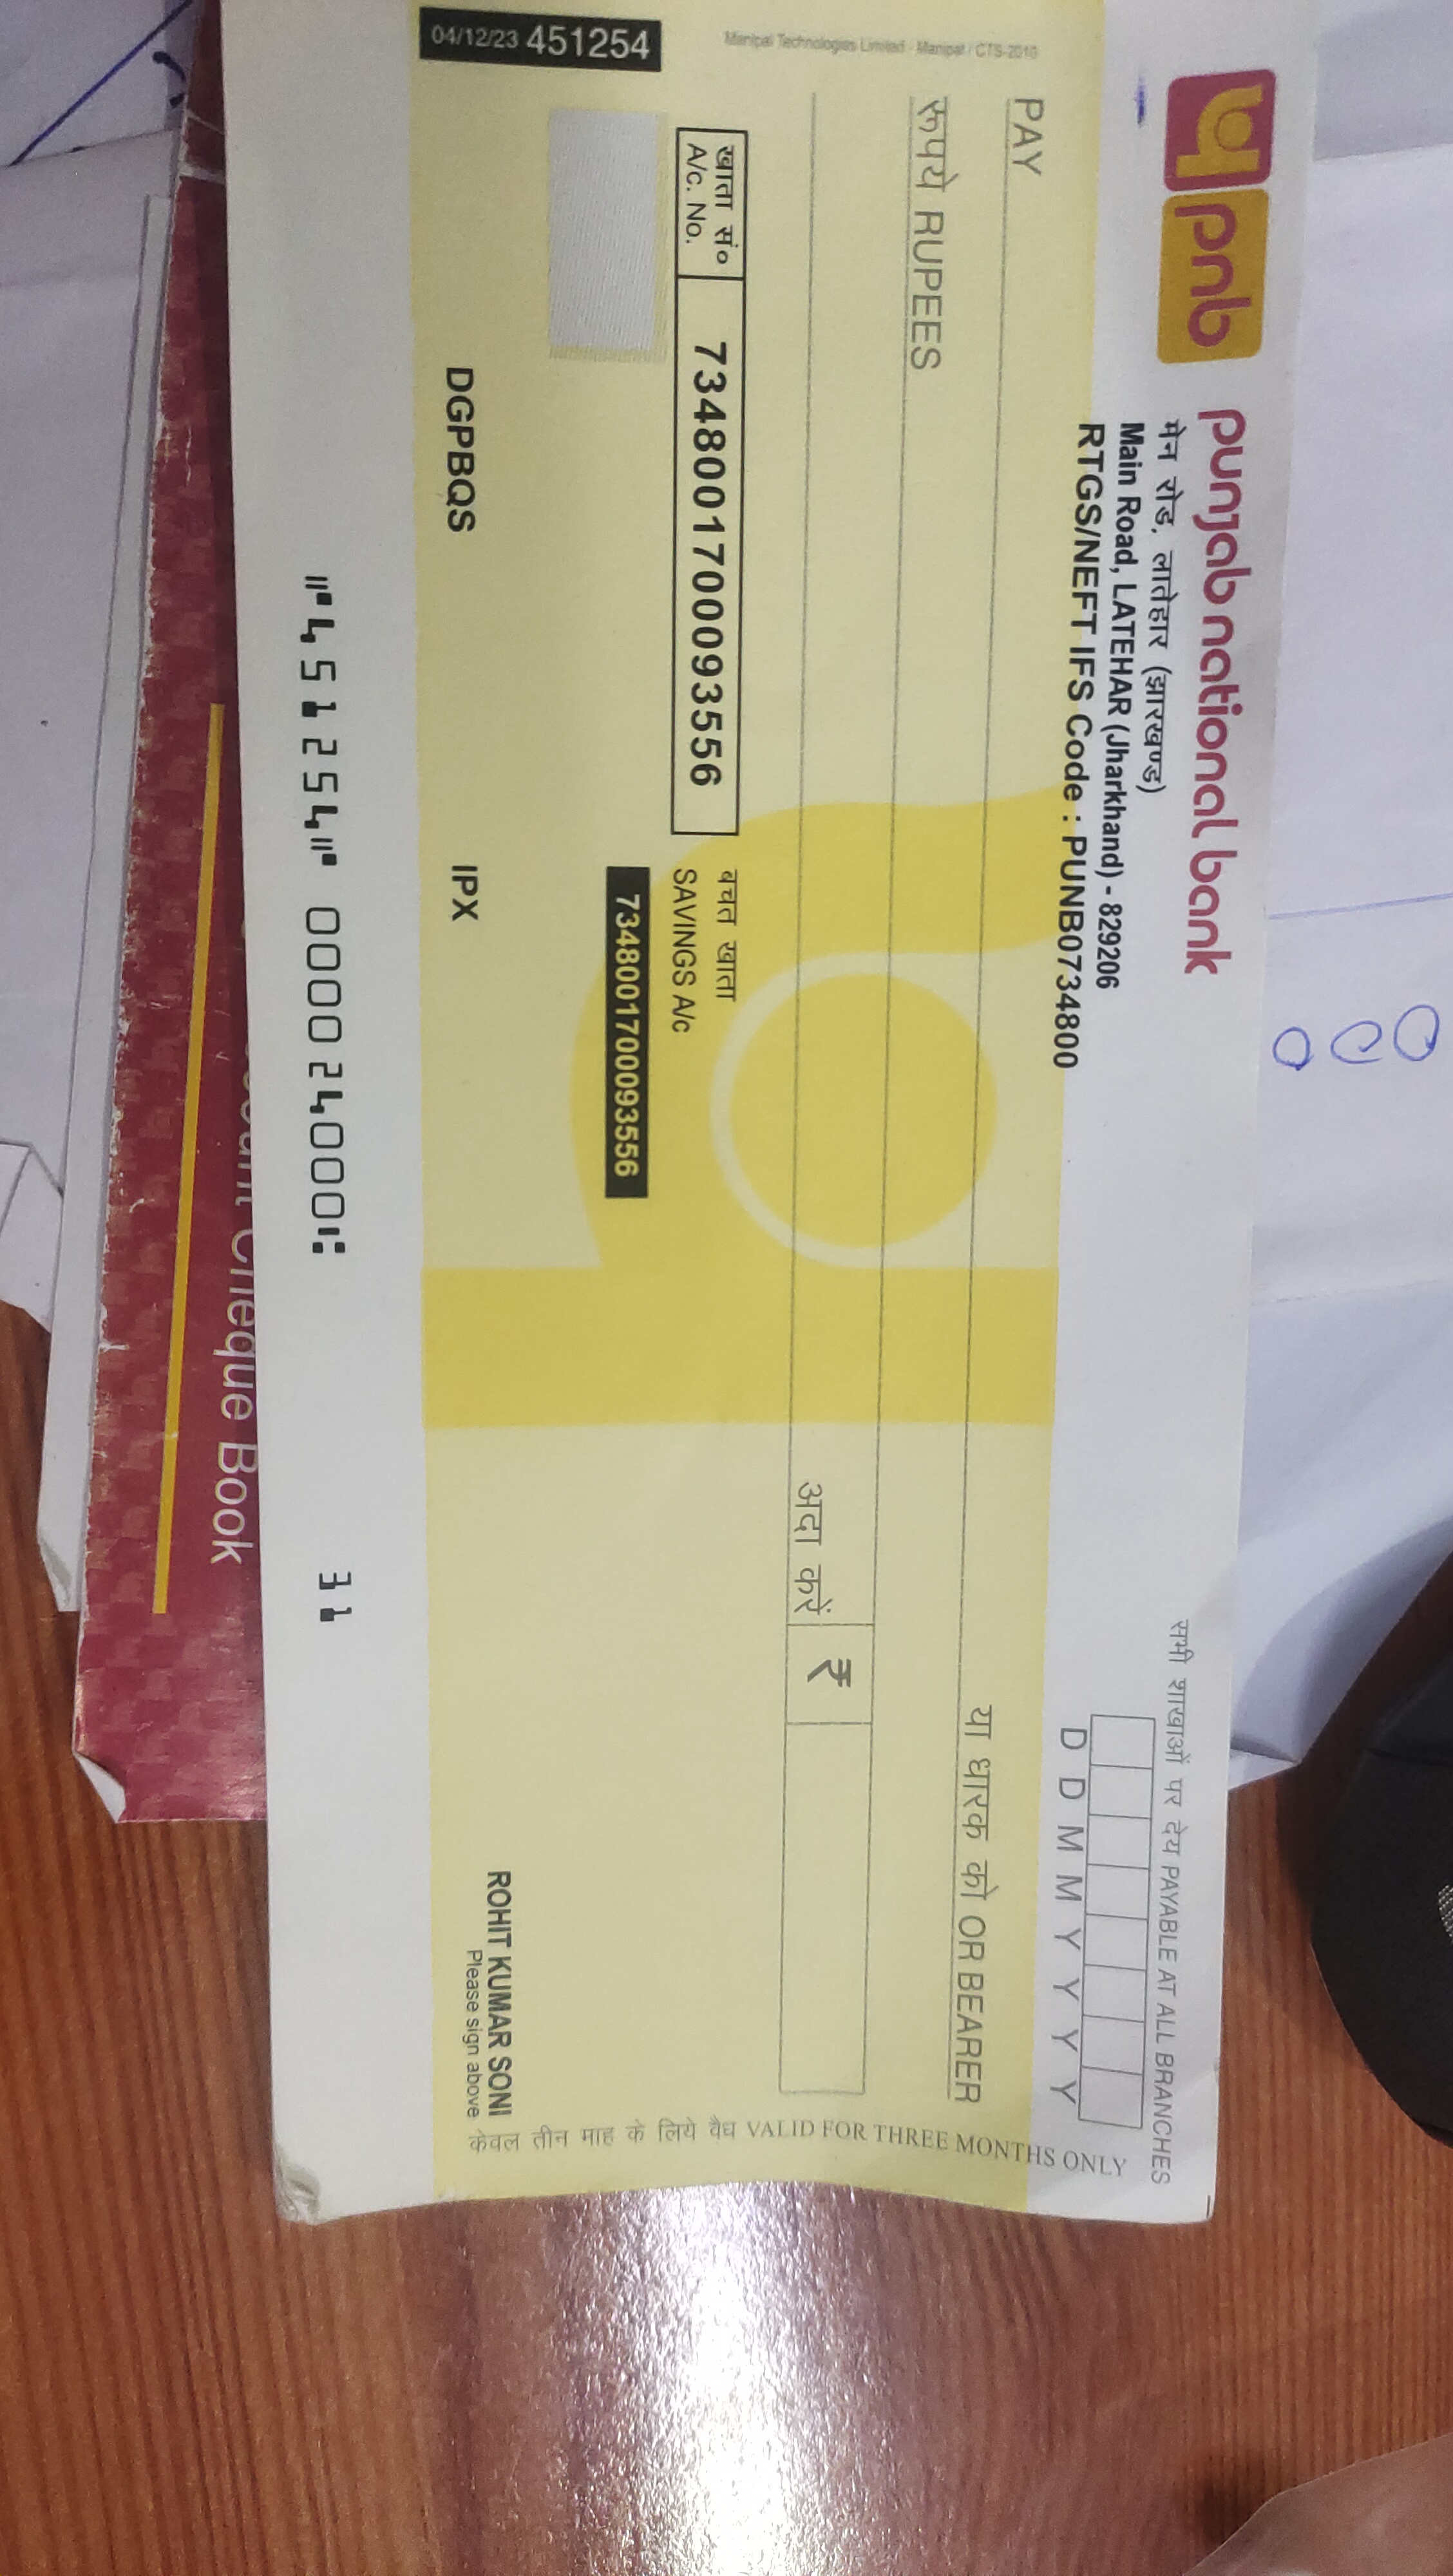 pnb punjab national bank
मेन रोड, लातेहार (झारखण्ड)
Main Road, LATEHAR (Jharkhand) - 829206
RTGS/NEFT IFS Code : PUNB0734800
सभी शाखाओं पर देय PAYABLE AT ALL BRANCHES
D D M M Y Y Y Y
PAY
या धारक को OR BEARER
रूपये RUPEES
अदा करें ₹
खाता सं०
A/c. No.
7348001700093556
बचत खाता
SAVINGS A/c
7348001700093556
DGPBQS IPX
ROHIT KUMAR SONI
Please sign above
केवल तीन माह के लिये वैध VALID FOR THREE MONTHS ONLY
Manipal Technologies Limited - Manipal / CTS-2010
04/12/23 451254
⑈451254⑈ 000024000⑆ 31
Cheque Book